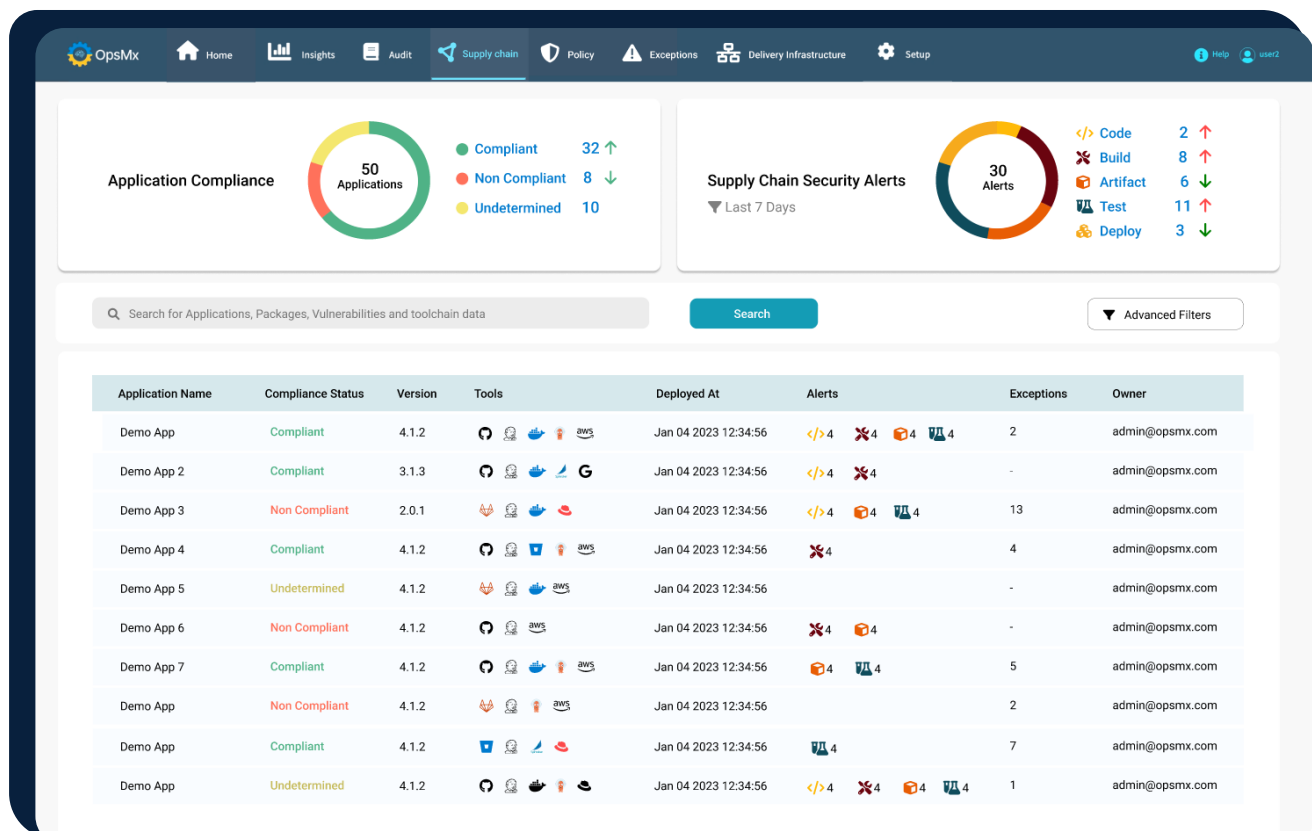 OpsMx Home Insights Audit Supply chain Policy Exceptions Delivery Infrastructure Setup Help user2
Application Compliance
50
Applications
Compliant 32
Non Compliant 8
Undetermined 10
Supply Chain Security Alerts
Last 7 Days
30
Alerts
Code 2
Build 8
Artifact 6
Test 11
Deploy 3
Search for Applications, Packages, Vulnerabilities and toolchain data Search Advanced Filters
Application Name Compliance Status Version Tools Deployed At Alerts Exceptions Owner
Demo App Compliant 4.1.2 aws Jan 04 2023 12:34:56 4 4 4 4 2 admin@opsmx.com
Demo App 2 Compliant 3.1.3 G Jan 04 2023 12:34:56 4 4 - admin@opsmx.com
Demo App 3 Non Compliant 2.0.1 Jan 04 2023 12:34:56 4 4 4 13 admin@opsmx.com
Demo App 4 Compliant 4.1.2 aws Jan 04 2023 12:34:56 4 4 admin@opsmx.com
Demo App 5 Undetermined 4.1.2 aws Jan 04 2023 12:34:56 - admin@opsmx.com
Demo App 6 Non Compliant 4.1.2 aws Jan 04 2023 12:34:56 4 4 - admin@opsmx.com
Demo App 7 Compliant 4.1.2 aws Jan 04 2023 12:34:56 4 4 5 admin@opsmx.com
Demo App Non Compliant 4.1.2 aws Jan 04 2023 12:34:56 2 admin@opsmx.com
Demo App Compliant 4.1.2 Jan 04 2023 12:34:56 4 7 admin@opsmx.com
Demo App Undetermined 4.1.2 Jan 04 2023 12:34:56 4 4 4 4 1 admin@opsmx.com